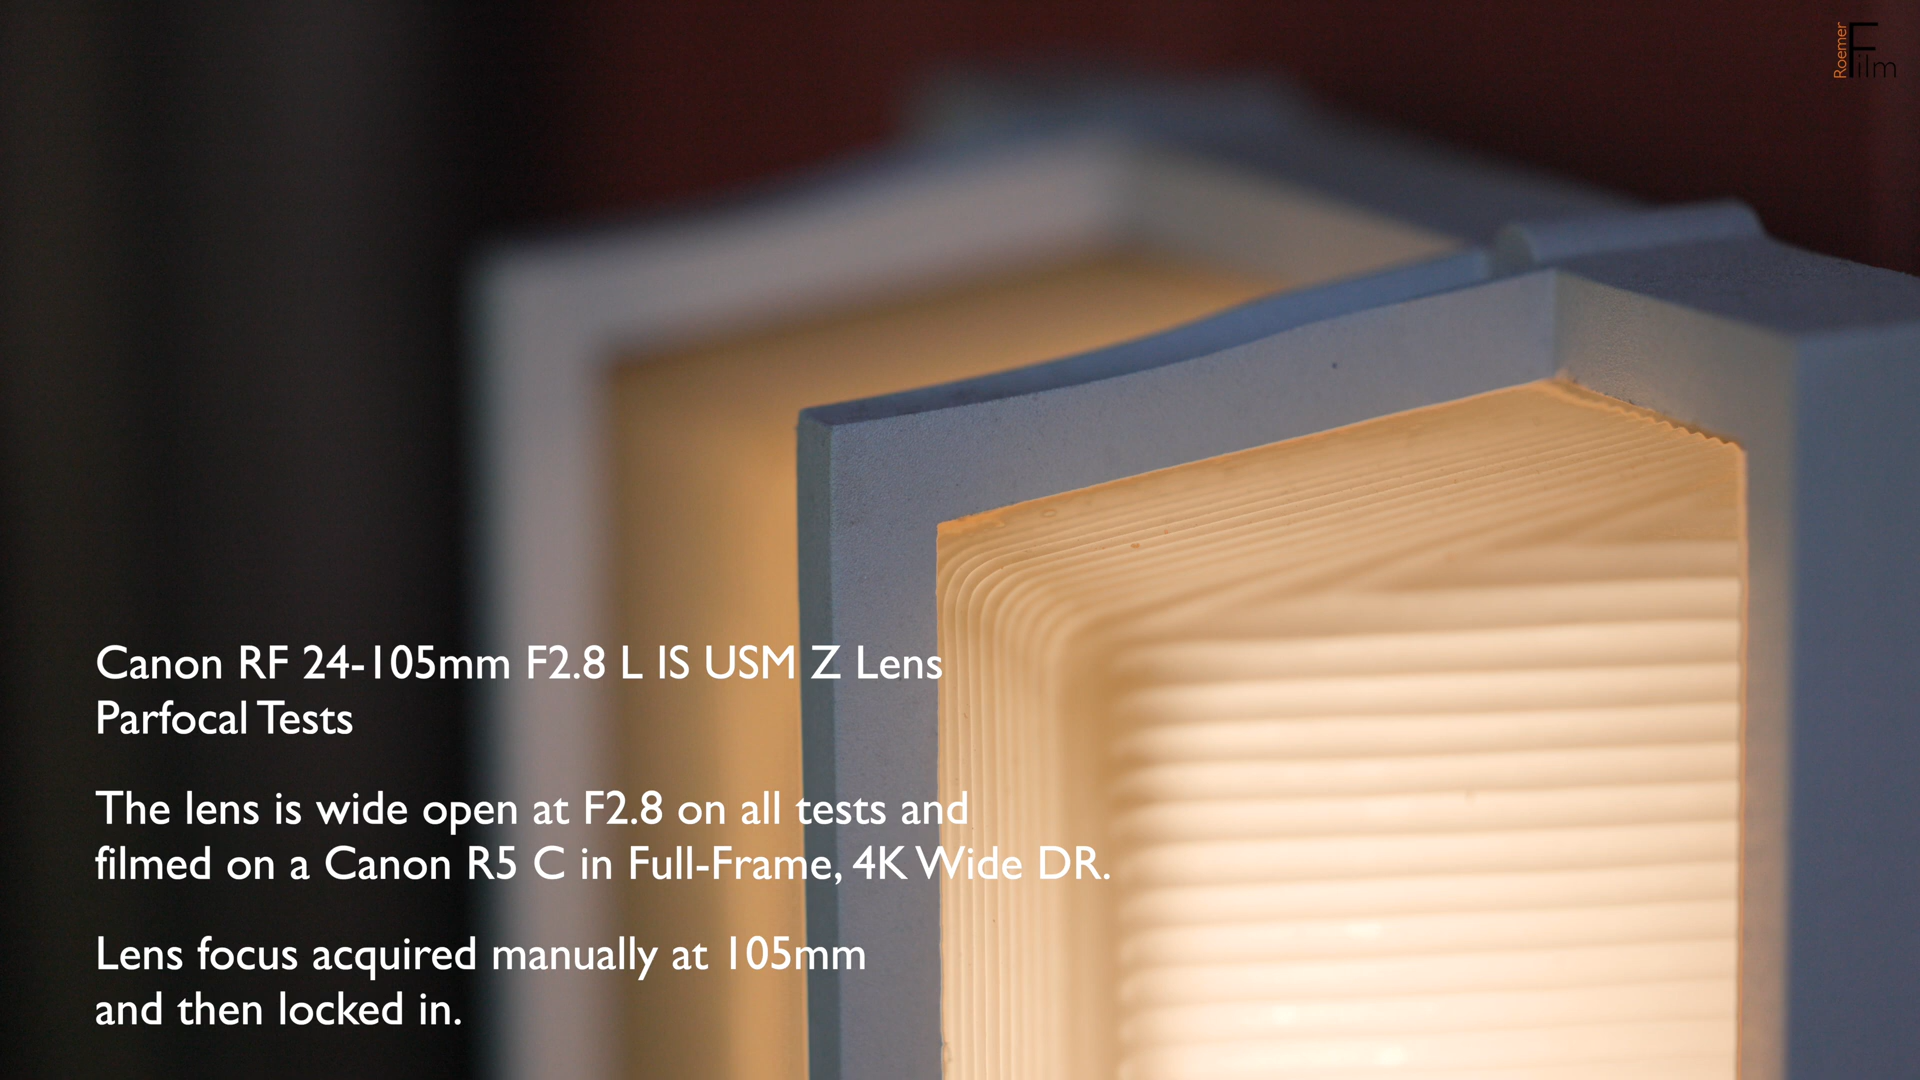 Roemer
Film
Canon RF 24-105mm F2.8 L IS USM Z Lens
Parfocal Tests
The lens is wide open at F2.8 on all tests and
filmed on a Canon R5 C in Full-Frame, 4K Wide DR.
Lens focus acquired manually at 105mm
and then locked in.